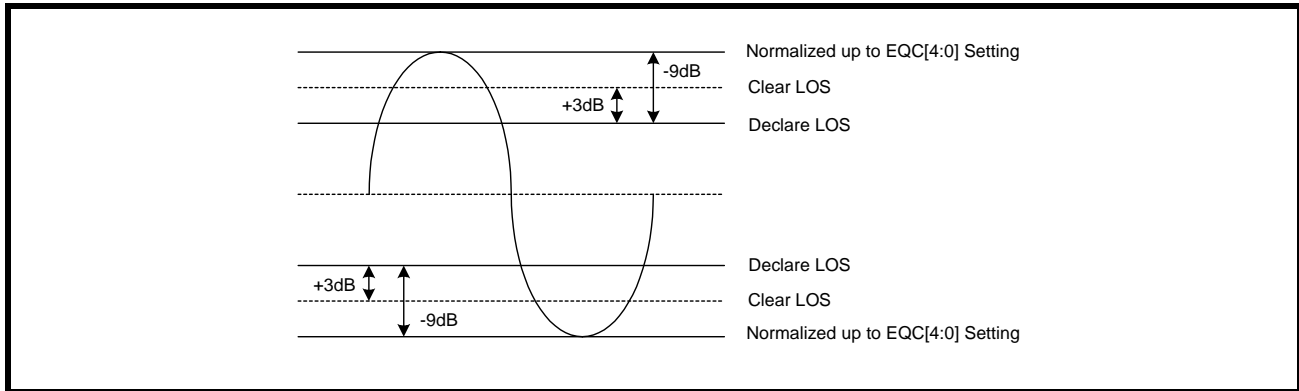 Normalized up to EQC[4:0] Setting
-9dB
Clear LOS
+3dB
Declare LOS
Declare LOS
+3dB
Clear LOS
-9dB
Normalized up to EQC[4:0] Setting